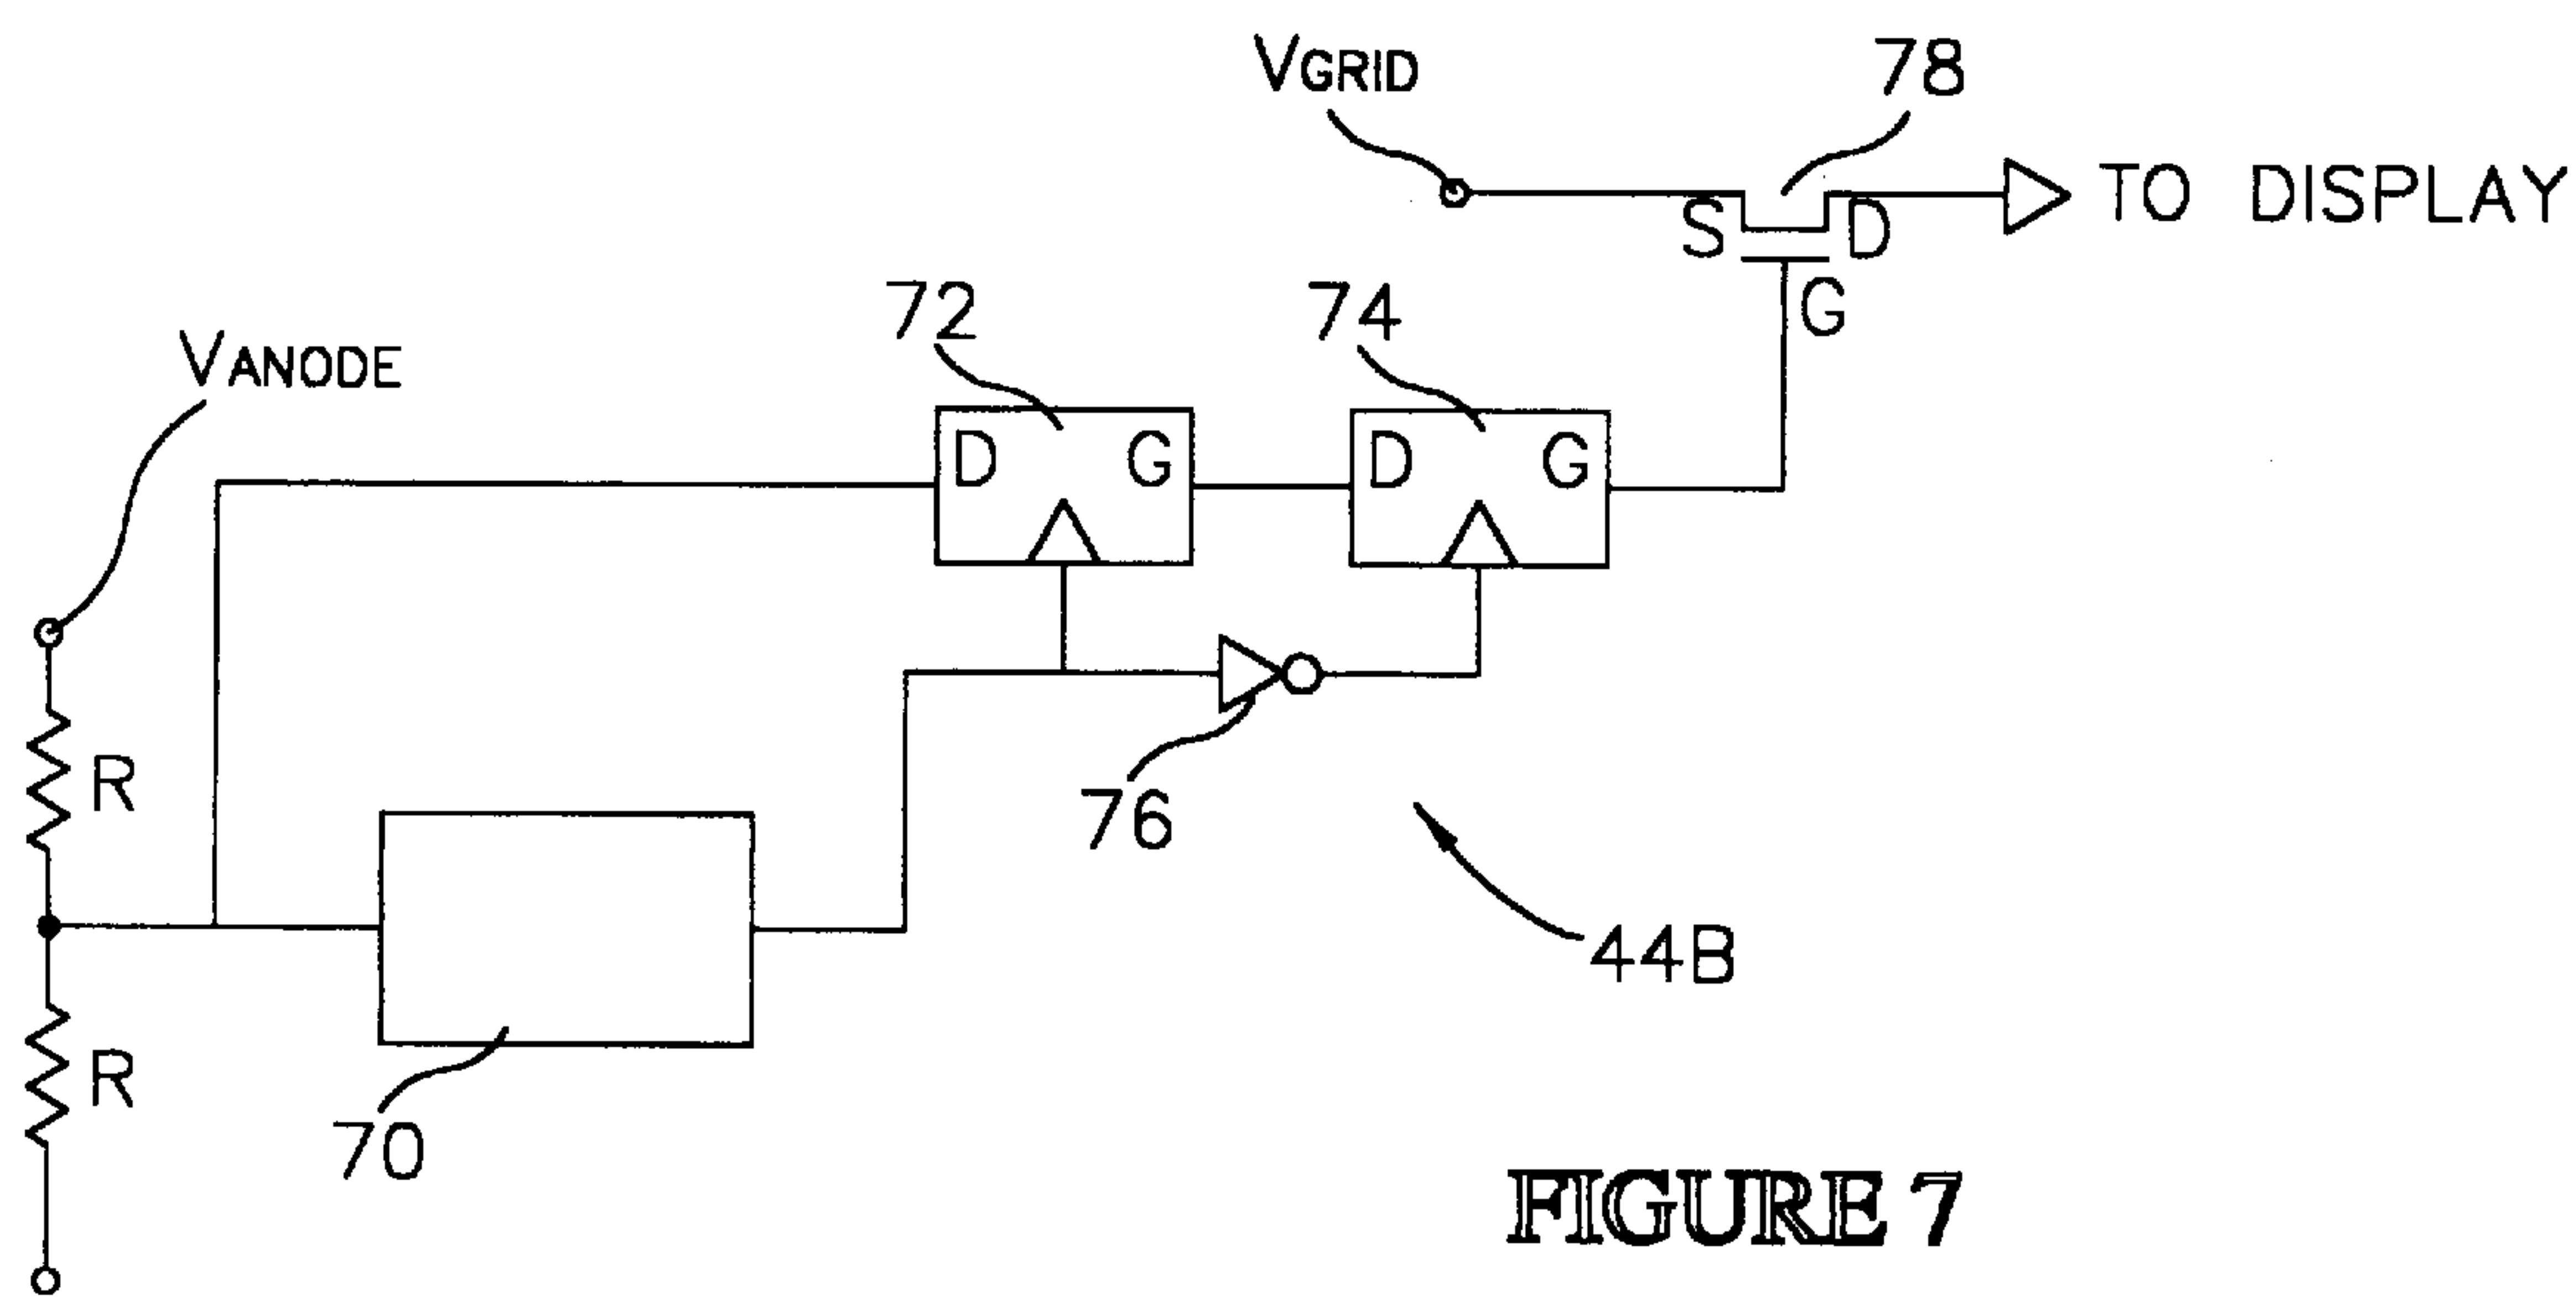 VGRID
78
S D
G
TO DISPLAY
72
74
VANODE
D G
D G
R
76
44B
R
70
FIGURE 7